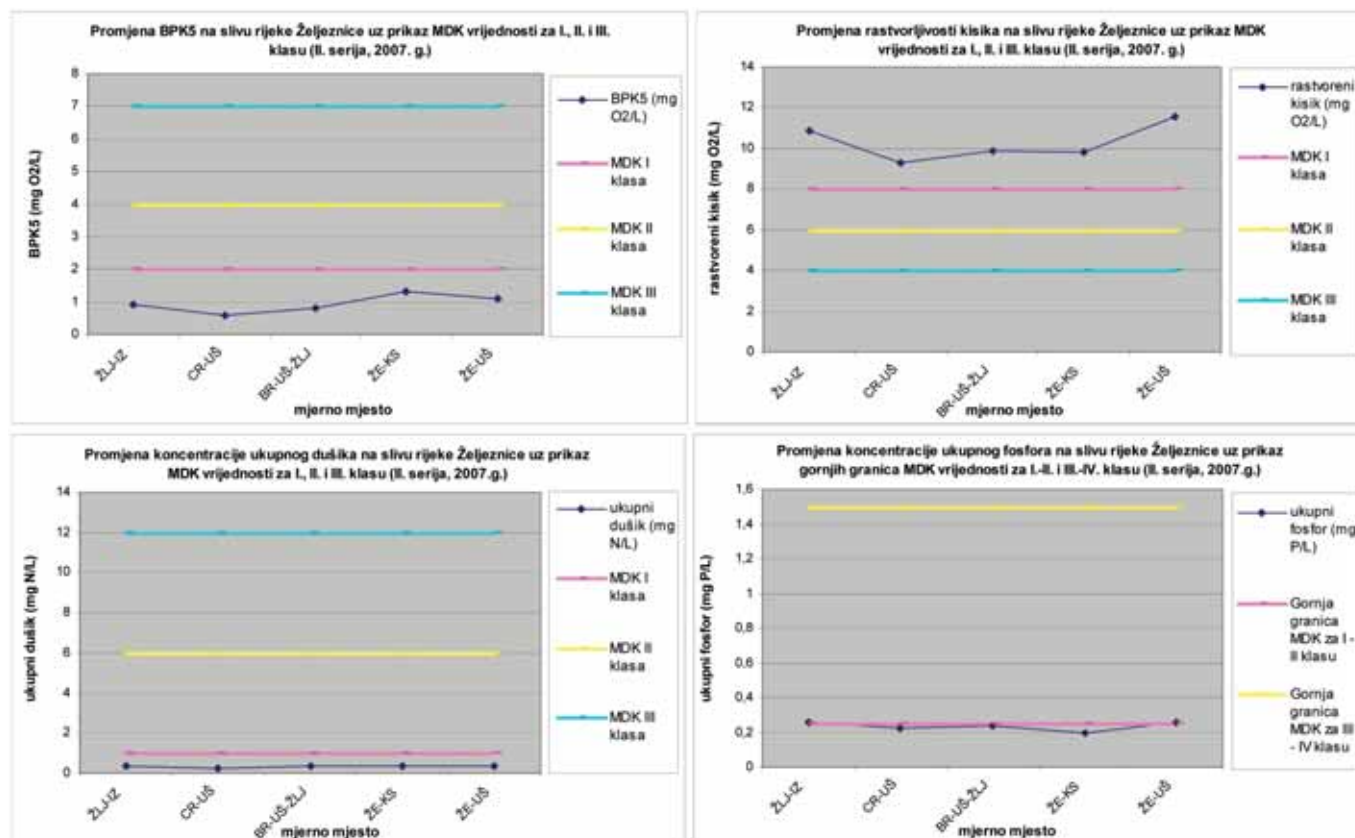 Promjena BPK5 na slivu rijeke Željeznice uz prikaz MDK vrijednosti za I., II. i III.
klasu (II. serija, 2007. g.)
BPK5 (mg O2/L)
8
7
6
5
4
3
2
1
0
ŽLJ-IZ
CR-UŠ
BR-UŠ-ŽLJ
ŽE-KS
ŽE-UŠ
mjerno mjesto
BPK5 (mg
O2/L)
MDK I
klasa
MDK II
klasa
MDK III
klasa
Promjena rastvorljivosti kisika na slivu rijeke Željeznice uz prikaz MDK
vrijednosti za I., II. i III. klasu (II. serija, 2007. g.)
rastvoreni kisik (mg O2/L)
14
12
10
8
6
4
2
0
ŽLJ-IZ
CR-UŠ
BR-UŠ-ŽLJ
ŽE-KS
ŽE-UŠ
mjerno mjesto
rastvoreni
kisik (mg
O2/L)
MDK I
klasa
MDK II
klasa
MDK III
klasa
Promjena koncentracije ukupnog dušika na slivu rijeke Željeznice uz prikaz
MDK vrijednosti za I., II. i III. klasu (II. serija, 2007.g.)
ukupni dušik (mg N/L)
14
12
10
8
6
4
2
0
ŽLJ-IZ
CR-UŠ
BR-UŠ-ŽLJ
ŽE-KS
ŽE-UŠ
mjerno mjesto
ukupni
dušik (mg
N/L)
MDK I
klasa
MDK II
klasa
MDK III
klasa
Promjena koncentracije ukupnog fosfora na slivu rijeke Željeznice uz prikaz
gornjih granica MDK vrijednosti za I.-II. i III.-IV. klasu (II. serija, 2007.g.)
ukupni fosfor (mg P/L)
1,6
1,4
1,2
1
0,8
0,6
0,4
0,2
0
ŽLJ-IZ
CR-UŠ
BR-UŠ-ŽLJ
ŽE-KS
ŽE-UŠ
mjerno mjesto
ukupni
fosfor (mg
P/L)
Gornja
granica
MDK za I -
II klasu
Gornja
granica
MDK za III
- IV klasu